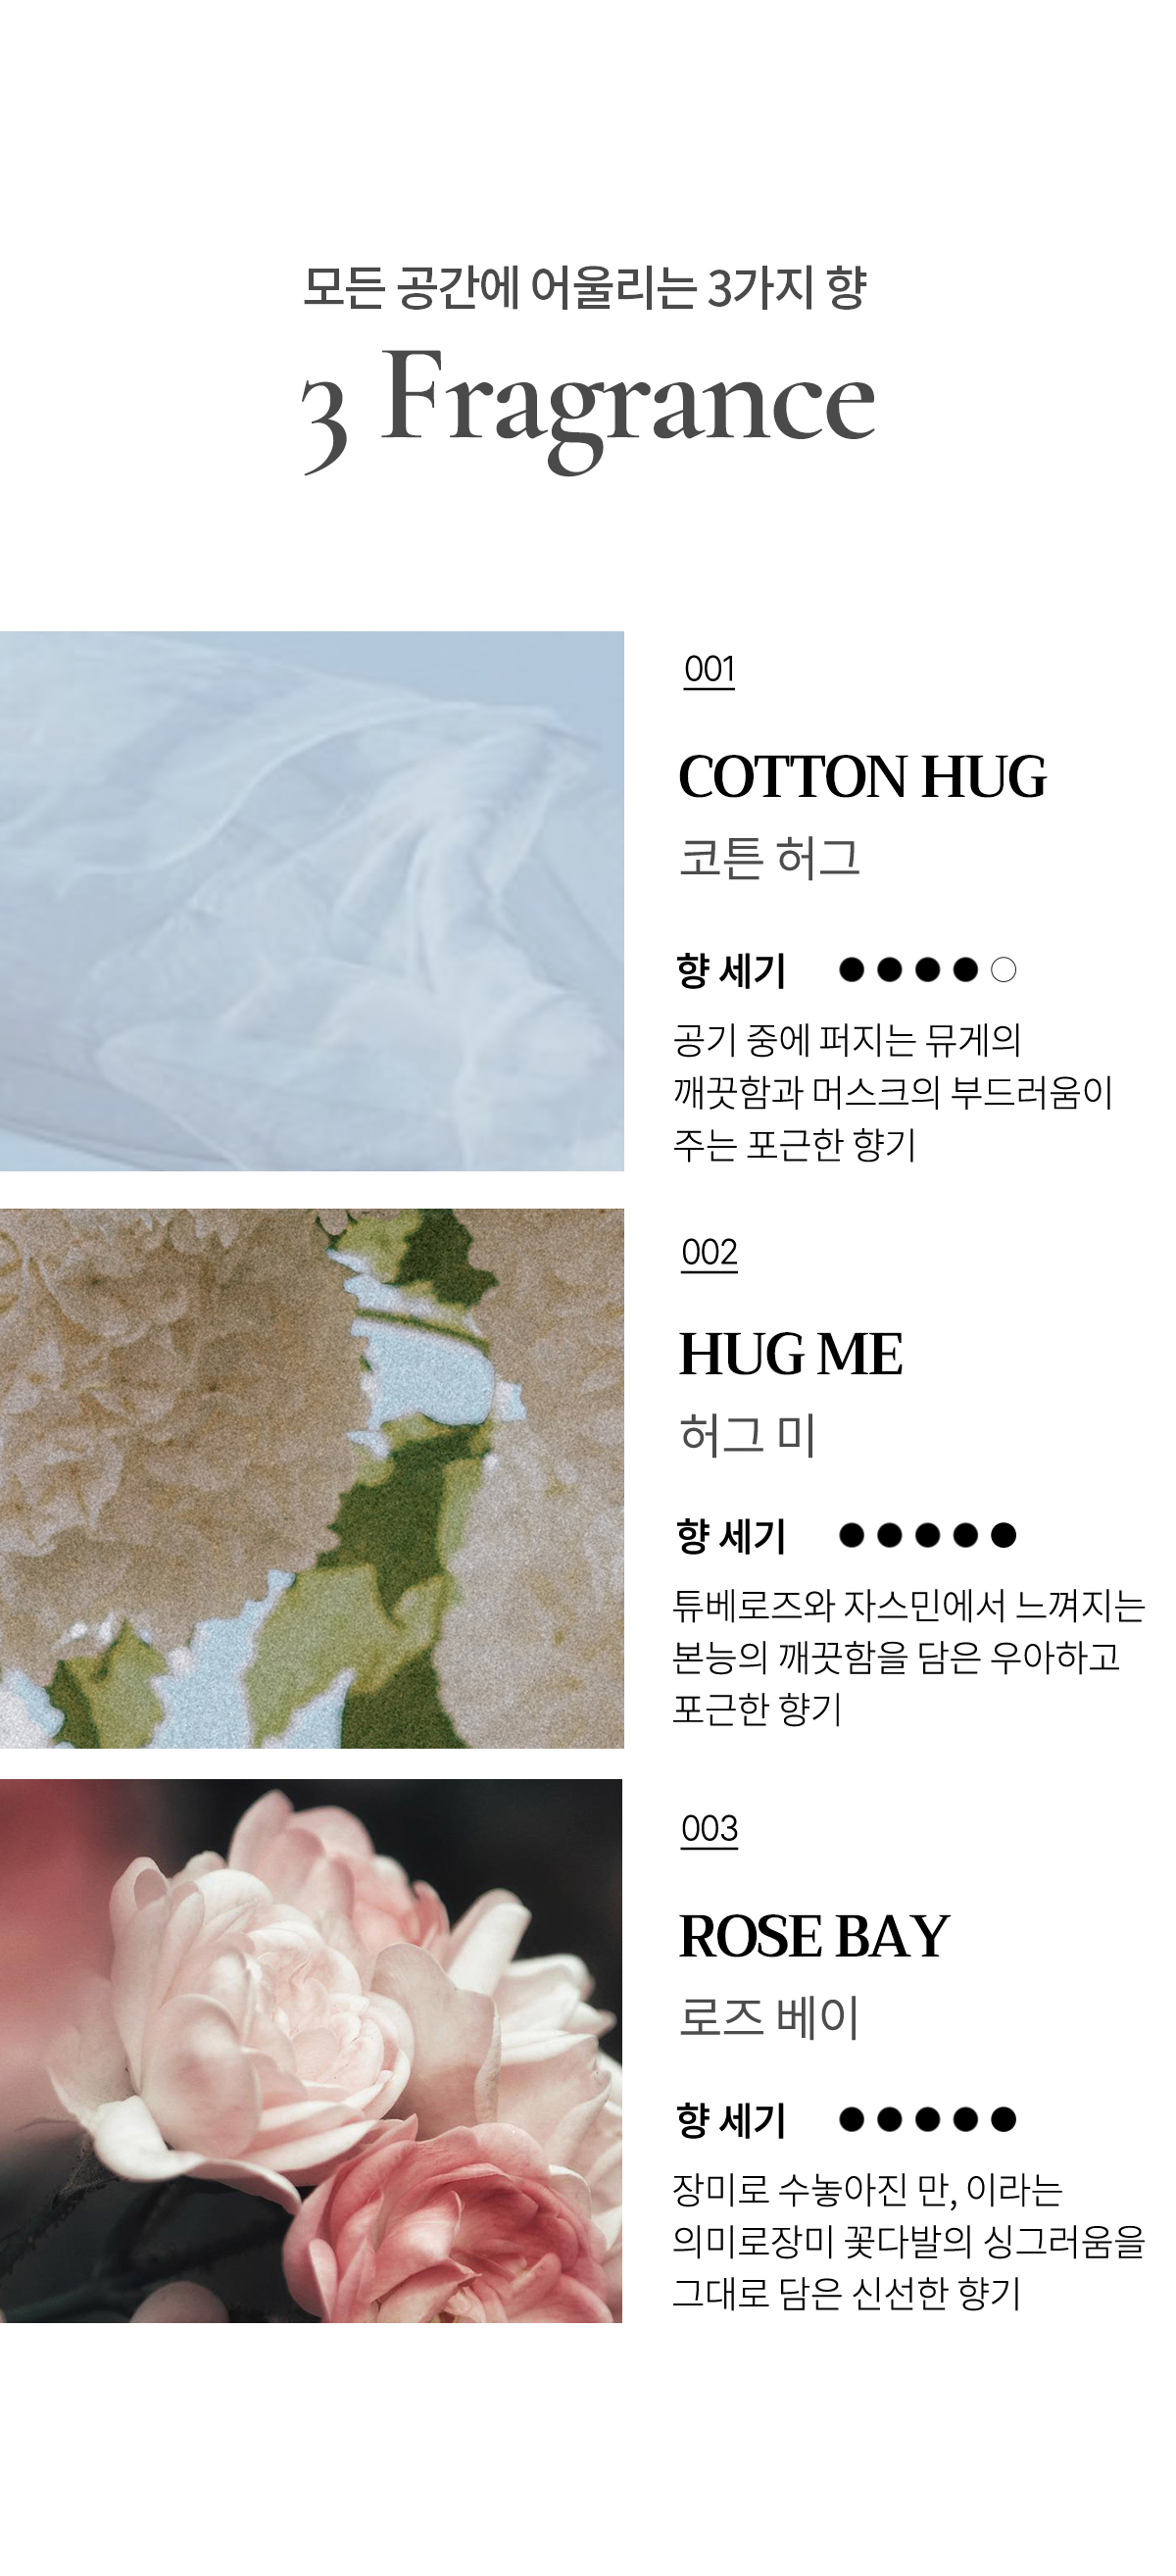 모든 공간에 어울리는 3가지 향
3 Fragrance
001
COTTON HUG
코튼 허그
향 세기 ●●●●○
공기 중에 퍼지는 뮤게의
깨끗함과 머스크의 부드러움이
주는 포근한 향기
002
HUG ME
허그 미
향 세기 ●●●●●
튜베로즈와 자스민에서 느껴지는
본능의 깨끗함을 담은 우아하고
포근한 향기
003
ROSE BAY
로즈 베이
향 세기 ●●●●●
장미로 수놓아진 만, 이라는
의미로장미 꽃다발의 싱그러움을
그대로 담은 신선한 향기